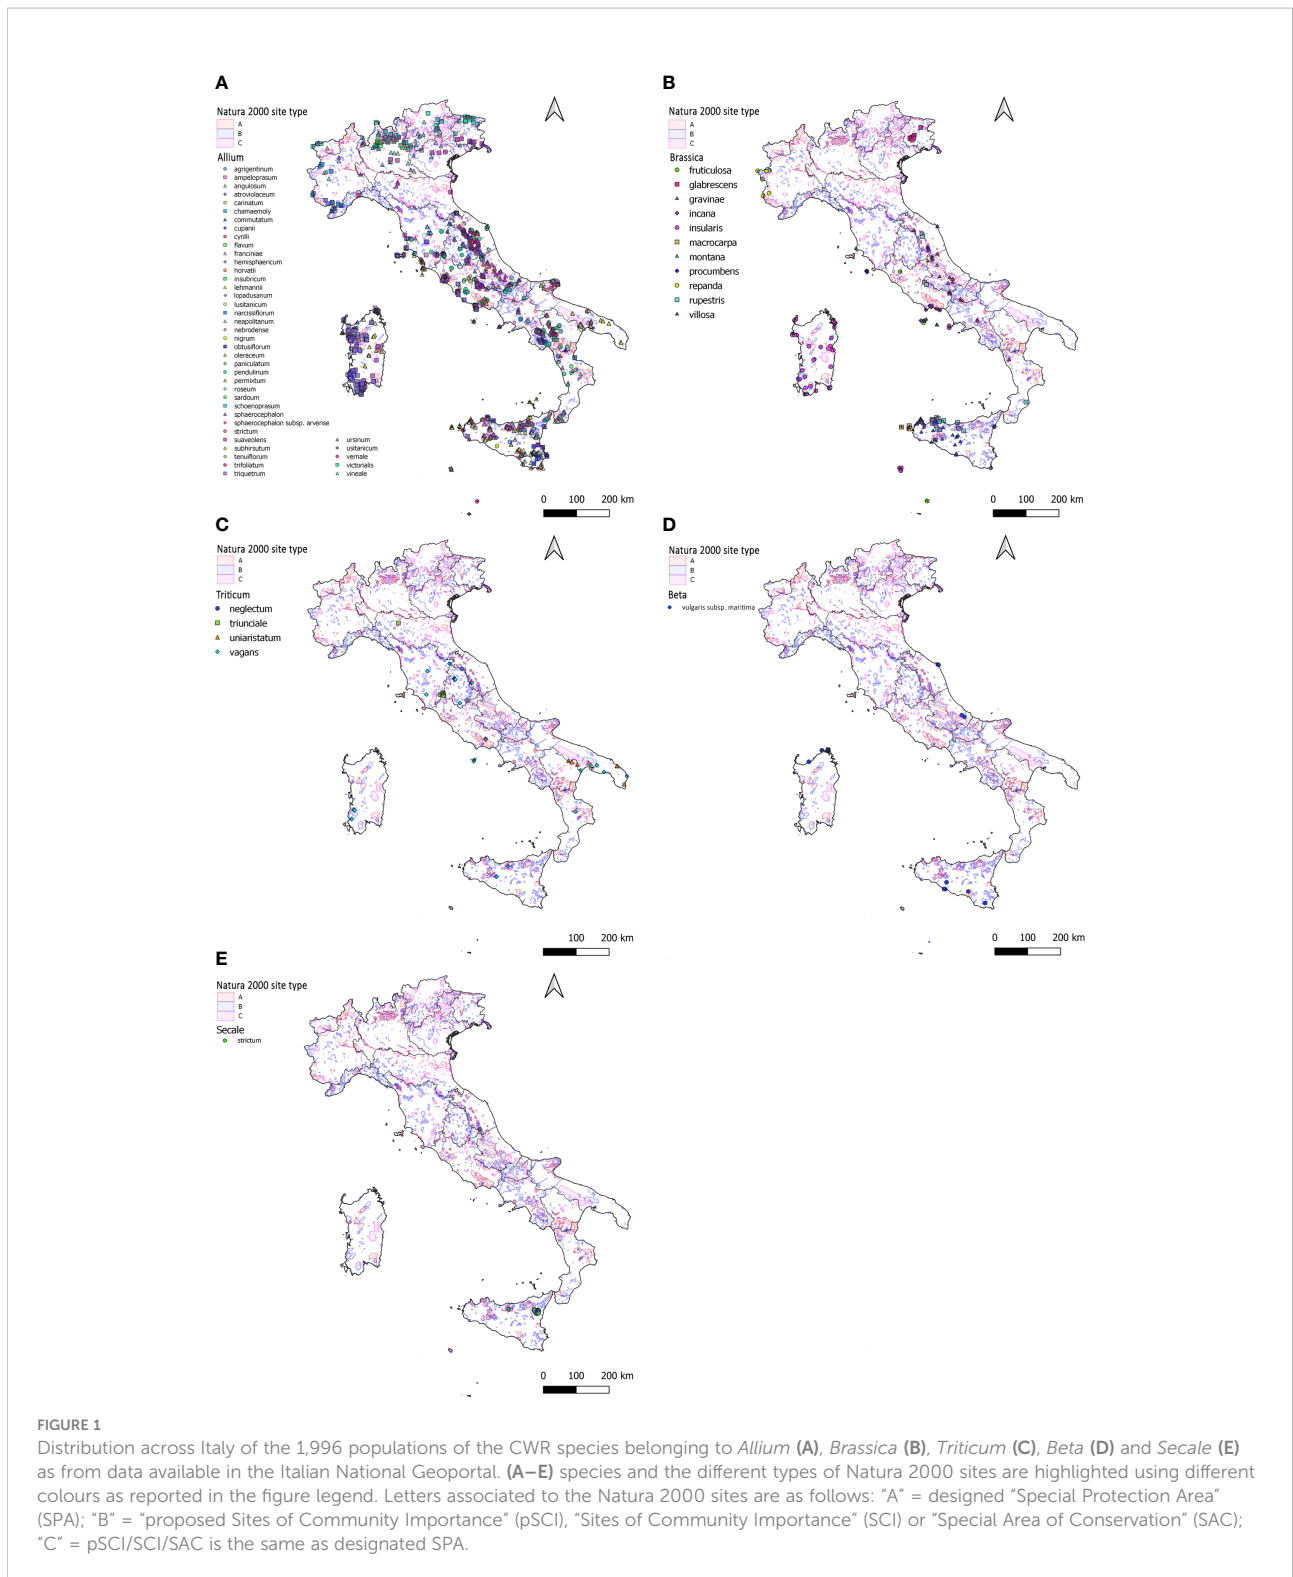 A
Natura 2000 site type
A
B
C
Allium
agrigentinum
ampeloprasum
angulosum
atroviolaceum
carinatum
chamaemoly
commutatum
cupanii
cyrilli
flavum
franciniae
hemisphaericum
horvatii
insubricum
lehmannii
lopadusanum
lusitanicum
narcissiflorum
neapolitanum
nebrodense
nigrum
obtusiflorum
oleraceum
paniculatum
pendulinum
permixtum
roseum
sardoum
schoenoprasum
sphaerocephalon
sphaerocephalon subsp. arvense
strictum
suaveolens
subhirsutum
tenuiflorum
trifoliatum
triquetrum
ursinum
usitanicum
vernale
victorialis
vineale
0 100 200 km
B
Natura 2000 site type
A
B
C
Brassica
fruticulosa
glabrescens
gravinae
incana
insularis
macrocarpa
montana
procumbens
repanda
rupestris
villosa
0 100 200 km
C
Natura 2000 site type
A
B
C
Triticum
neglectum
triunciale
uniaristatum
vagans
100 200 km
D
Natura 2000 site type
A
B
C
Beta
vulgaris subsp. maritima
0 100 200 km
E
Natura 2000 site type
A
B
C
Secale
strictum
0 100 200 km
FIGURE 1
Distribution across Italy of the 1,996 populations of the CWR species belonging to Allium (A), Brassica (B), Triticum (C), Beta (D) and Secale (E)
as from data available in the Italian National Geoportal. (A–E) species and the different types of Natura 2000 sites are highlighted using different
colours as reported in the figure legend. Letters associated to the Natura 2000 sites are as follows: “A” = designed “Special Protection Area”
(SPA); “B” = “proposed Sites of Community Importance” (pSCI), “Sites of Community Importance” (SCI) or “Special Area of Conservation” (SAC);
“C” = pSCI/SCI/SAC is the same as designated SPA.